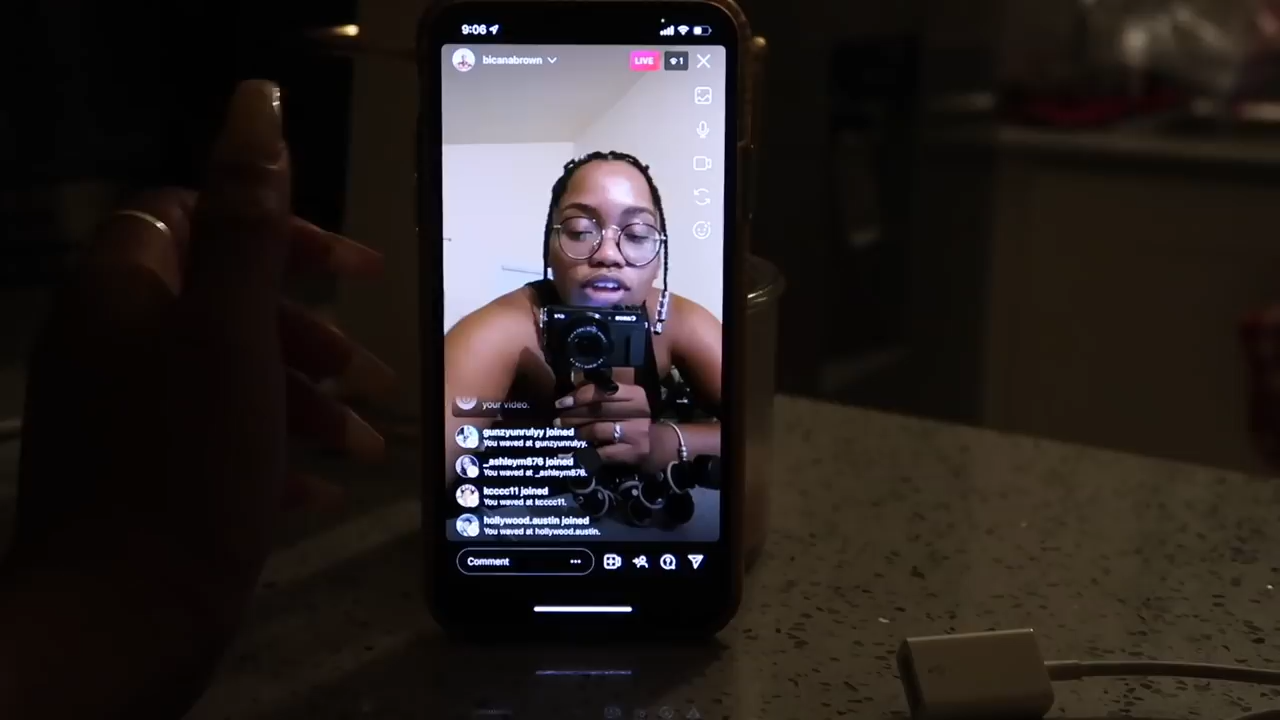 9:06
bicanabrown
LIVE
1
your video.
gunzyunrulyy joined
You waved at gunzyunrulyy.
_ashleym876 joined
You waved at _ashleym876.
kcccc11 joined
You waved at kcccc11.
hollywood.austin joined
You waved at hollywood.austin.
Comment